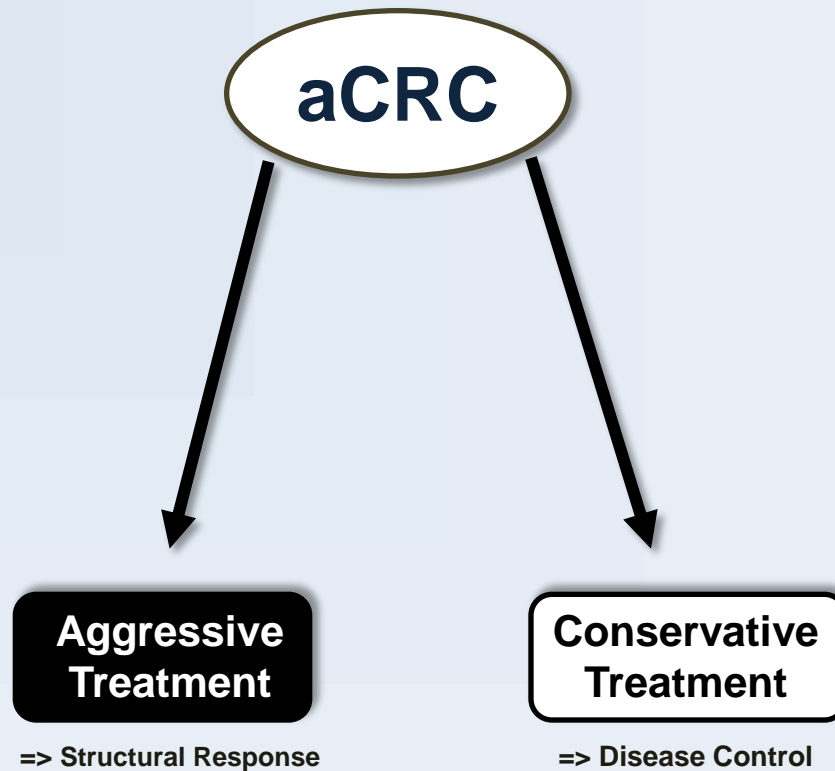 aCRC
Aggressive
Treatment
Conservative
Treatment
=> Structural Response
=> Disease Control